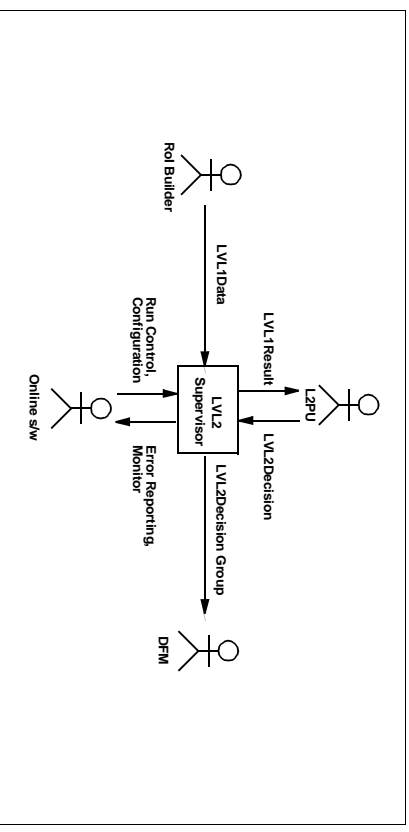 L2PU
LVL1Result
LVL2Decision
LVL1Data
LVL2
Supervisor
LVL2Decision Group
RoI Builder
DFM
Run Control,
Configuration
Error Reporting,
Monitor
Online s/w